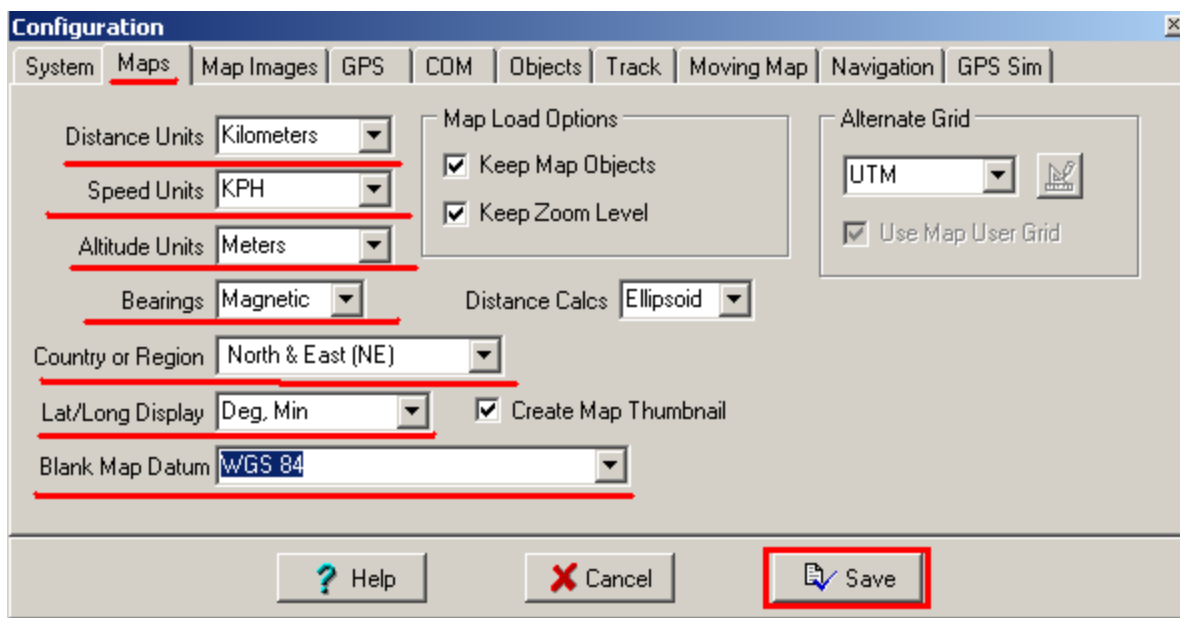 Configuration
System Maps Map Images GPS COM Objects Track Moving Map Navigation GPS Sim
Distance Units Kilometers
Speed Units KPH
Altitude Units Meters
Bearings Magnetic
Map Load Options
Keep Map Objects
Keep Zoom Level
Alternate Grid
UTM
Use Map User Grid
Distance Calcs Ellipsoid
Country or Region North & East (NE)
Lat/Long Display Deg, Min
Create Map Thumbnail
Blank Map Datum WGS 84
? Help
Cancel
Save